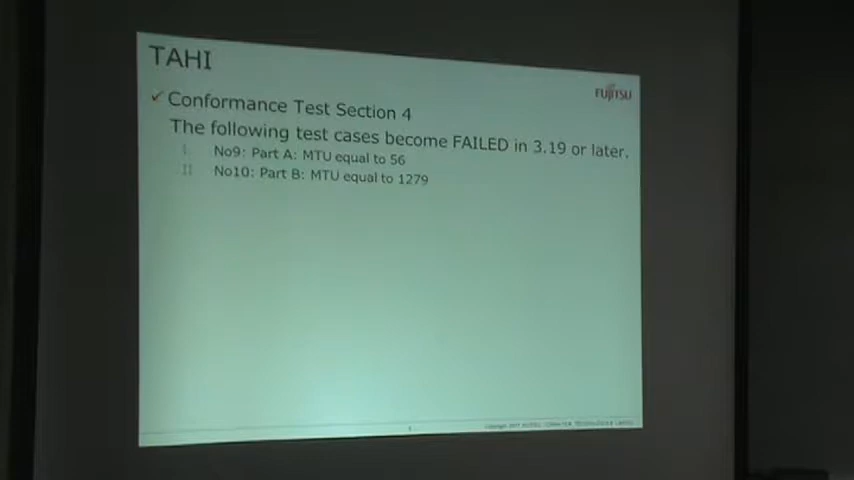 TAHI
FUJITSU
✓ Conformance Test Section 4
The following test cases become FAILED in 3.19 or later.
I No9: Part A: MTU equal to 56
II No10: Part B: MTU equal to 1279